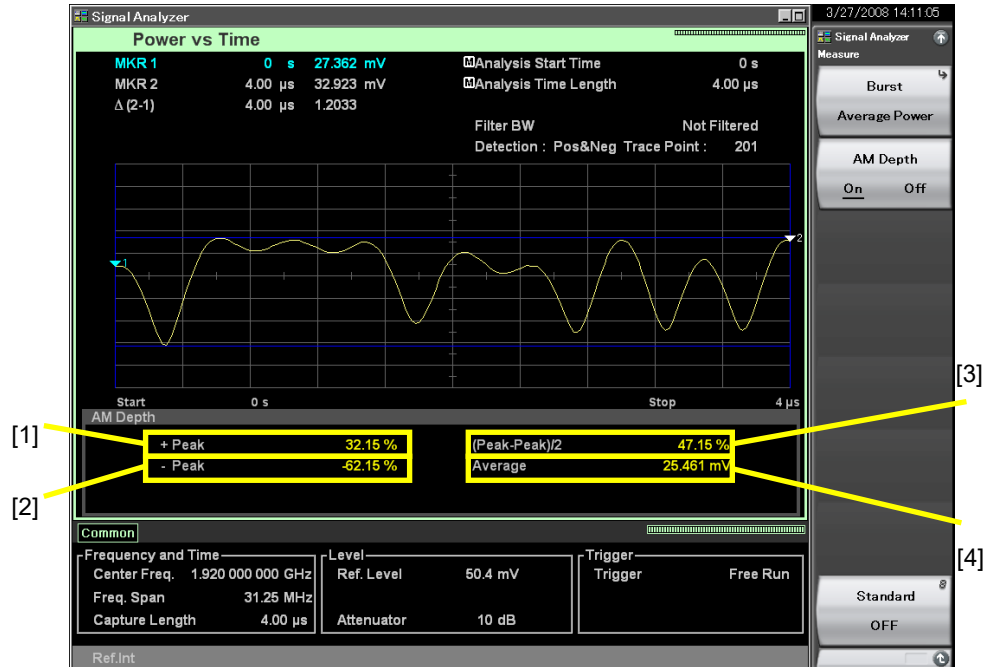 Signal Analyzer
3/27/2008 14:11:05
Power vs Time
MKR 1 0 s 27.362 mV
MKR 2 4.00 µs 32.923 mV
Δ (2-1) 4.00 µs 1.2033
M Analysis Start Time 0 s
M Analysis Time Length 4.00 µs
Filter BW Not Filtered
Detection : Pos&Neg Trace Point : 201
1
2
Start 0 s Stop 4 µs
AM Depth
+ Peak 32.15 %
- Peak -62.15 %
(Peak-Peak)/2 47.15 %
Average 25.461 mV
[1]
[2]
[3]
[4]
Common
Frequency and Time
Center Freq. 1.920 000 000 GHz
Freq. Span 31.25 MHz
Capture Length 4.00 µs
Level
Ref. Level 50.4 mV
Attenuator 10 dB
Trigger
Trigger Free Run
Ref.Int
Signal Analyzer
Measure
Burst
Average Power
AM Depth
On Off
Standard 8
OFF